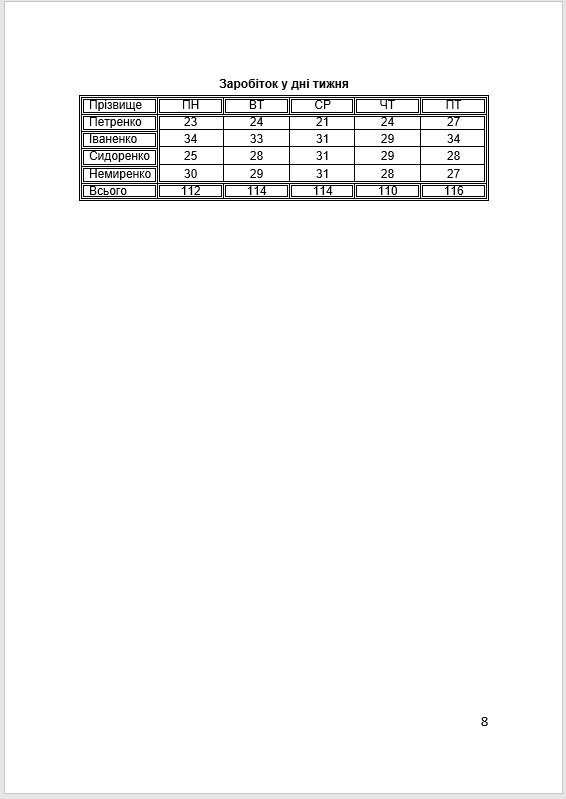 Заробіток у дні тижня
Прізвище ПН ВТ СР ЧТ ПТ
Петренко 23 24 21 24 27
Іваненко 34 33 31 29 34
Сидоренко 25 28 31 29 28
Немиренко 30 29 31 28 27
Всього 112 114 114 110 116
8